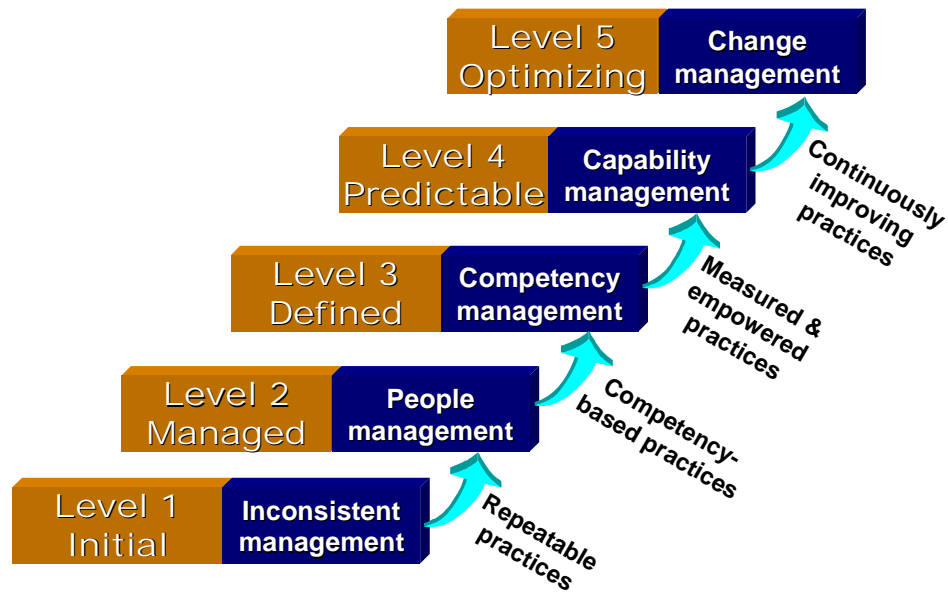 Level 5
Optimizing
Change
management
Level 4
Predictable
Capability
management
Continuously
improving
practices
Level 3
Defined
Competency
management
Measured &
empowered
practices
Level 2
Managed
People
management
Competency-
based practices
Level 1
Initial
Inconsistent
management
Repeatable
practices